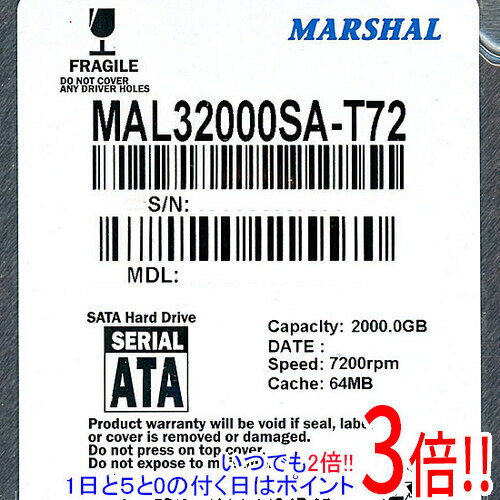 MARSHAL
FRAGILE
DO NOT COVER
ANY DRIVER HOLES
MAL32000SA-T72
S/N:
MDL:
SATA Hard Drive
SERIAL
ATA
Capacity: 2000.0GB
DATE :
Speed: 7200rpm
Cache: 64MB
Product warranty will be void if seal,
or cover is removed or damaged.
Do not press on top cover.
Do not expose to
いつでも2倍!!
1日と5と0の付く日はポイント
3倍!!